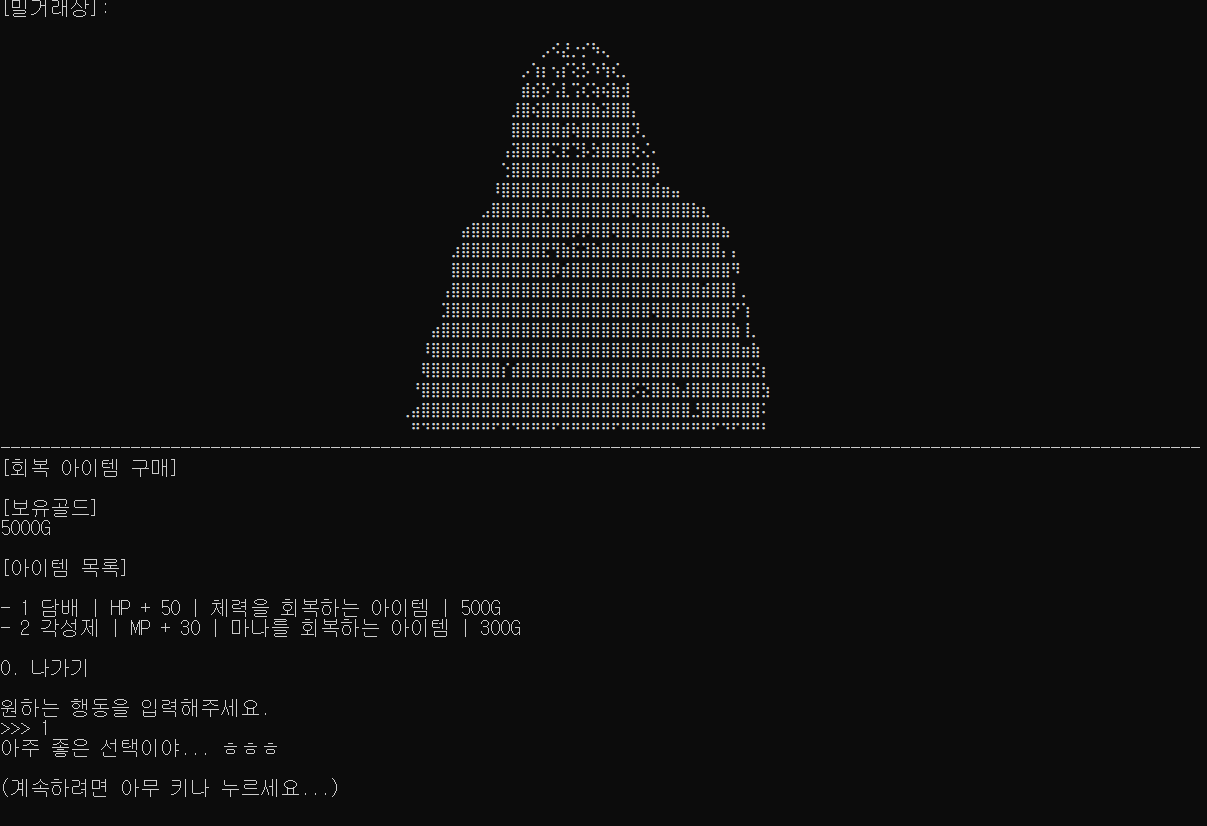 [밀거래상]:
[회복 아이템 구매]
[보유골드]
5000G
[아이템 목록]
- 1 담배 | HP + 50 | 체력을 회복하는 아이템 | 500G
- 2 각성제 | MP + 30 | 마나를 회복하는 아이템 | 300G
0. 나가기
원하는 행동을 입력해주세요.
>>> 1
아주 좋은 선택이야... ㅎㅎㅎ
(계속하려면 아무 키나 누르세요...)